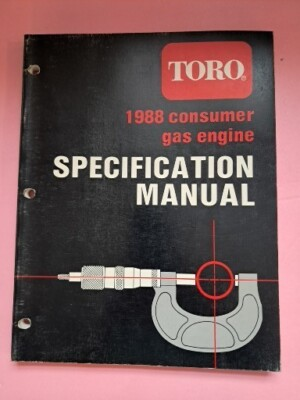 TORO®
1988 consumer
gas engine
SPECIFICATION
MANUAL